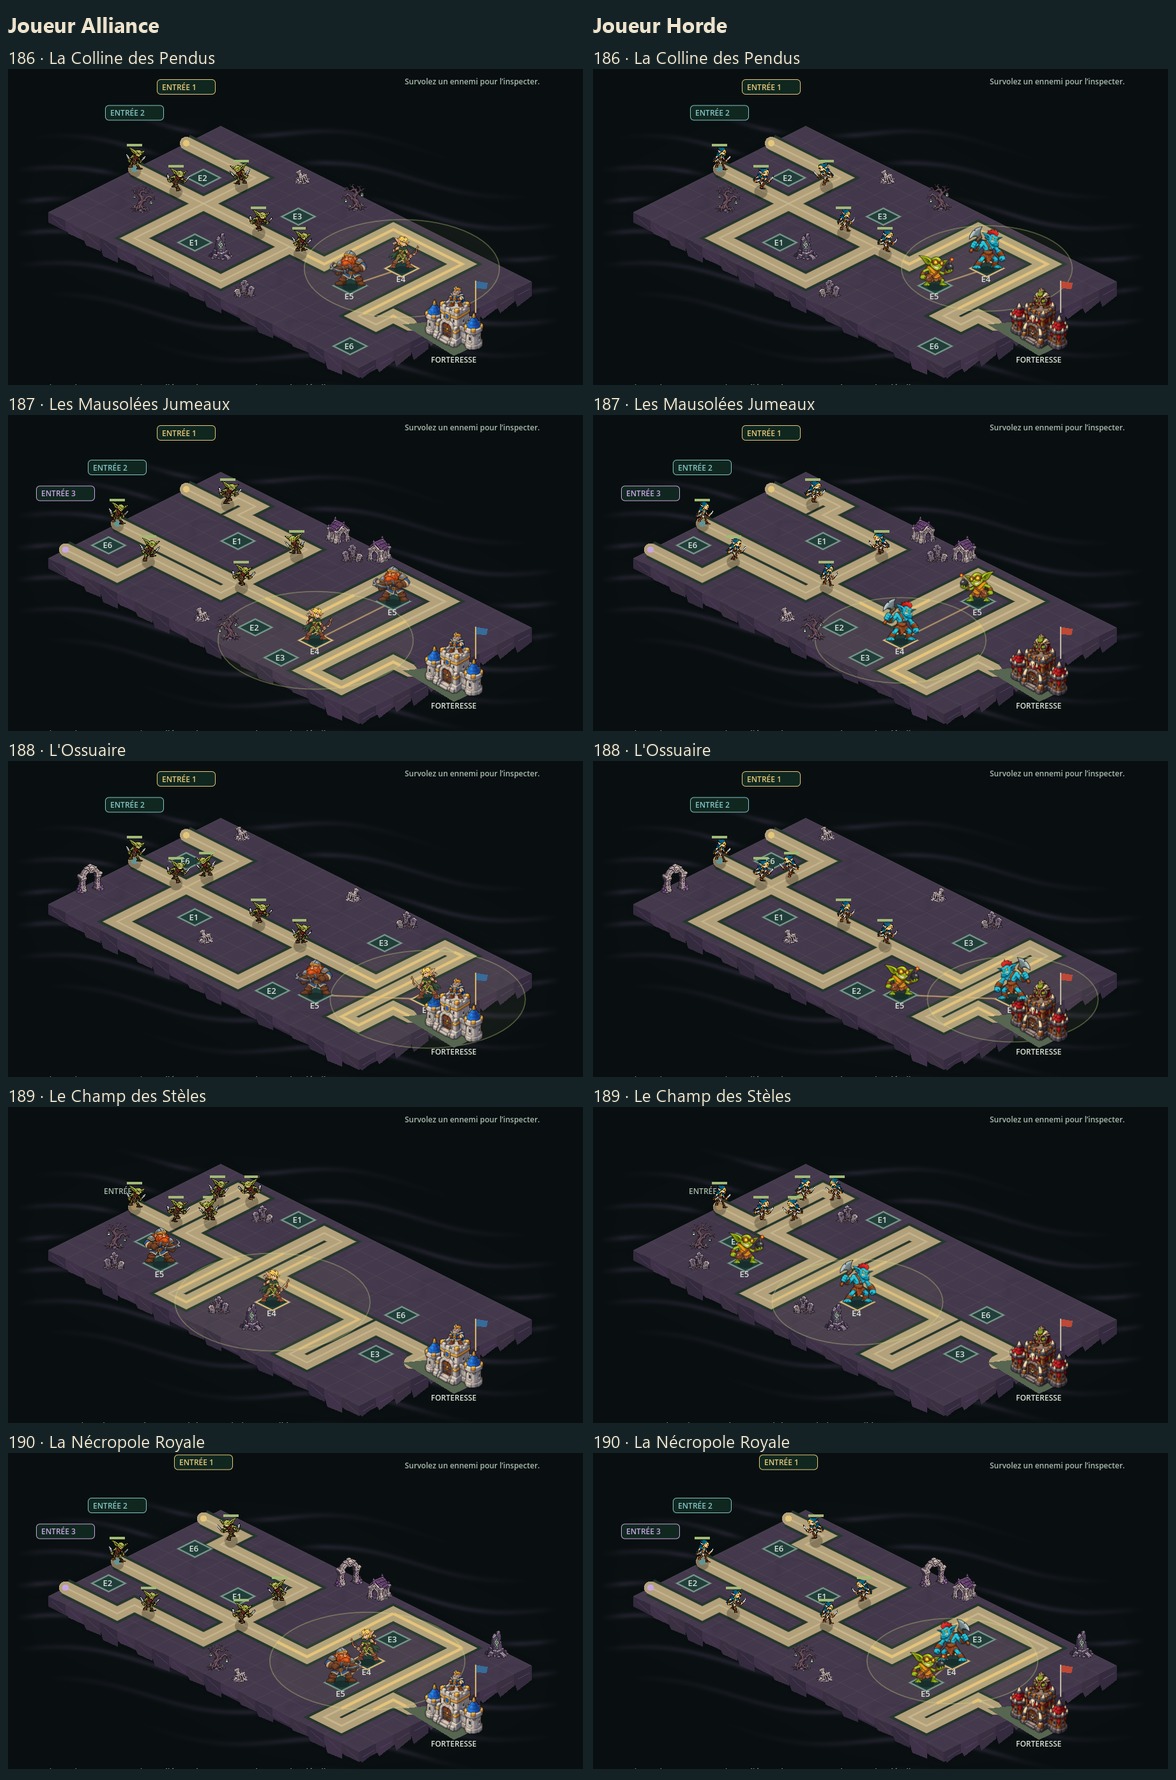 Joueur Alliance
Joueur Horde
186 · La Colline des Pendus
186 · La Colline des Pendus
Survolez un ennemi pour l'inspecter.
ENTRÉE 1
ENTRÉE 2
E2
E3
E1
E4
E5
E6
FORTERESSE
Survolez un ennemi pour l'inspecter.
ENTRÉE 1
ENTRÉE 2
E2
E3
E1
E4
E5
E6
FORTERESSE
187 · Les Mausolées Jumeaux
187 · Les Mausolées Jumeaux
Survolez un ennemi pour l'inspecter.
ENTRÉE 1
ENTRÉE 2
ENTRÉE 3
E1
E6
E5
E2
E4
E3
FORTERESSE
Survolez un ennemi pour l'inspecter.
ENTRÉE 1
ENTRÉE 2
ENTRÉE 3
E1
E6
E5
E2
E4
E3
FORTERESSE
188 · L'Ossuaire
188 · L'Ossuaire
Survolez un ennemi pour l'inspecter.
ENTRÉE 1
ENTRÉE 2
E1
E3
E2
E5
FORTERESSE
Survolez un ennemi pour l'inspecter.
ENTRÉE 1
ENTRÉE 2
E1
E3
E2
E5
FORTERESSE
189 · Le Champ des Stèles
189 · Le Champ des Stèles
Survolez un ennemi pour l'inspecter.
E1
E5
E4
E6
E3
FORTERESSE
Survolez un ennemi pour l'inspecter.
E1
E5
E4
E6
E3
FORTERESSE
190 · La Nécropole Royale
190 · La Nécropole Royale
ENTRÉE 1
Survolez un ennemi pour l'inspecter.
ENTRÉE 2
ENTRÉE 3
E6
E2
E1
E3
E4
E5
FORTERESSE
ENTRÉE 1
Survolez un ennemi pour l'inspecter.
ENTRÉE 2
ENTRÉE 3
E6
E2
E1
E3
E4
E5
FORTERESSE